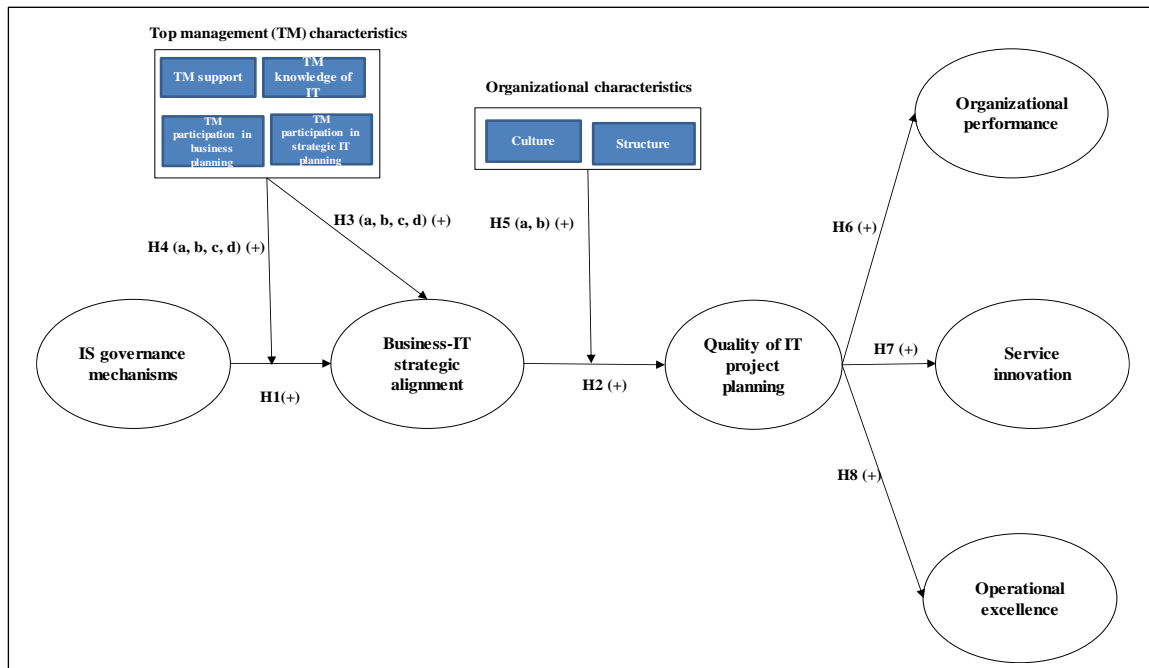 Top management (TM) characteristics
TM support
TM
knowledge of
IT
TM
participation in
business
planning
TM
participation in
strategic IT
planning
Organizational characteristics
Culture
Structure
Organizational
performance
H4 (a, b, c, d) (+)
H3 (a, b, c, d) (+)
H5 (a, b) (+)
H6 (+)
IS governance
mechanisms
H1(+)
Business-IT
strategic
alignment
H2 (+)
Quality of IT
project
planning
H7 (+)
Service
innovation
H8 (+)
Operational
excellence